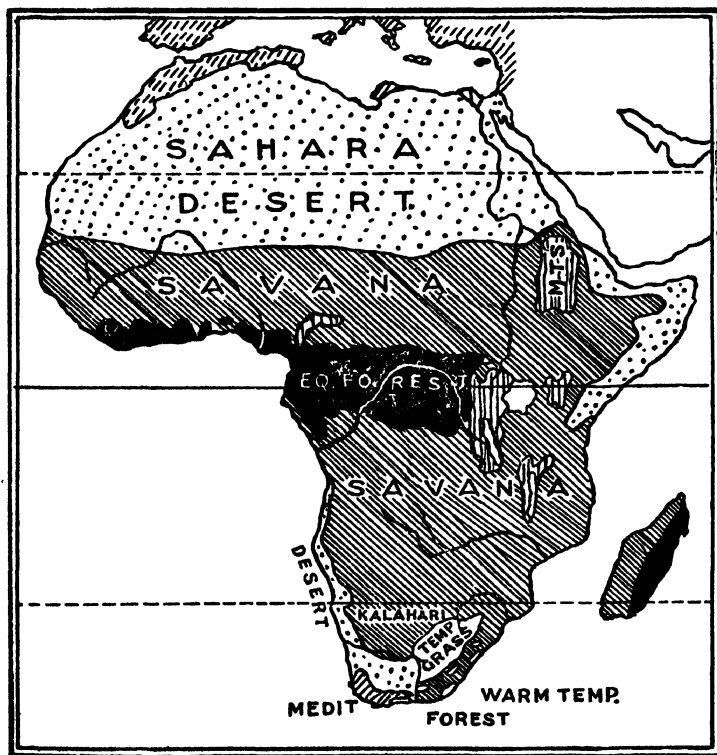 SAHARA
DESERT.
SAVANA
MTS
EQ. FOREST
SAVANA
DESERT
KALAHARI
TEMP.
GRASS
MEDIT
WARM TEMP.
FOREST